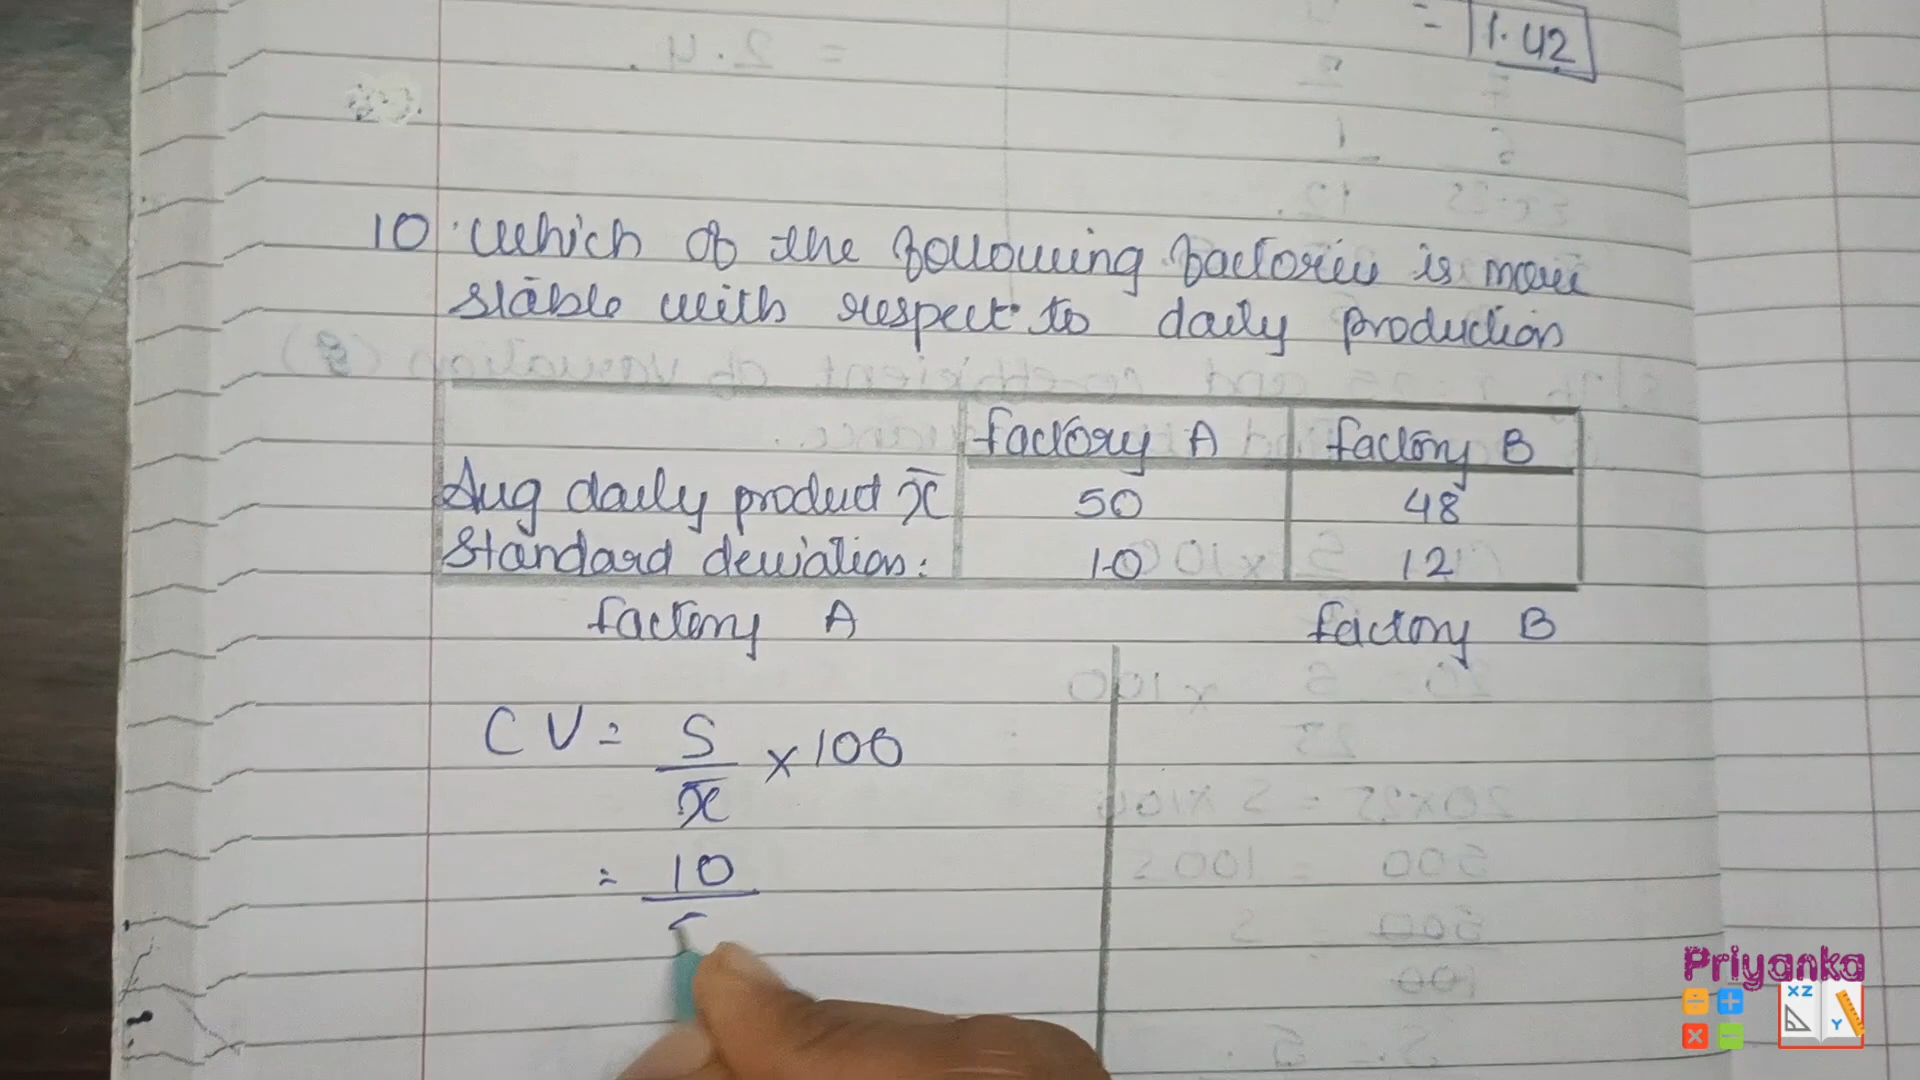 = 1.42
10. Which of the following factories is more
stable with respect to daily production
factory A factory B
Avg daily product x̄ 50 48
Standard deviation: 10 12
factory A factory B
CV = S/x̄ × 100
= 10
Priyanka
XZ
Y